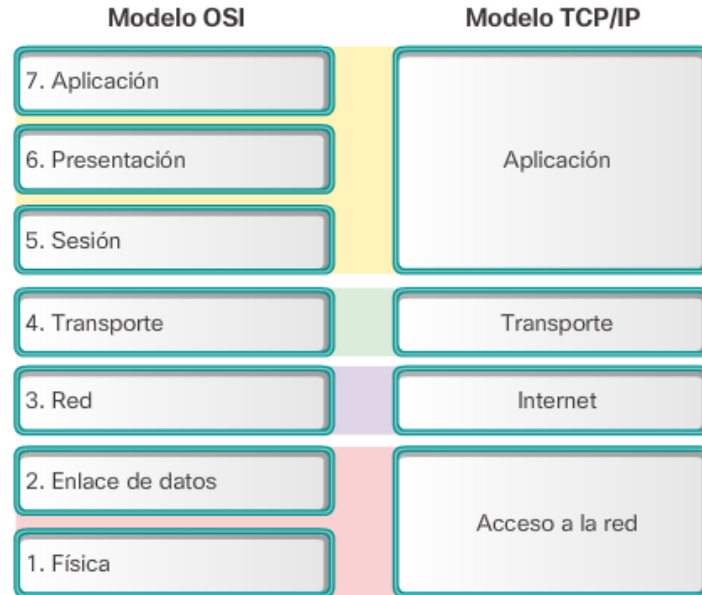 Modelo OSI
Modelo TCP/IP
7. Aplicación
6. Presentación
5. Sesión
Aplicación
4. Transporte
Transporte
3. Red
Internet
2. Enlace de datos
1. Física
Acceso a la red